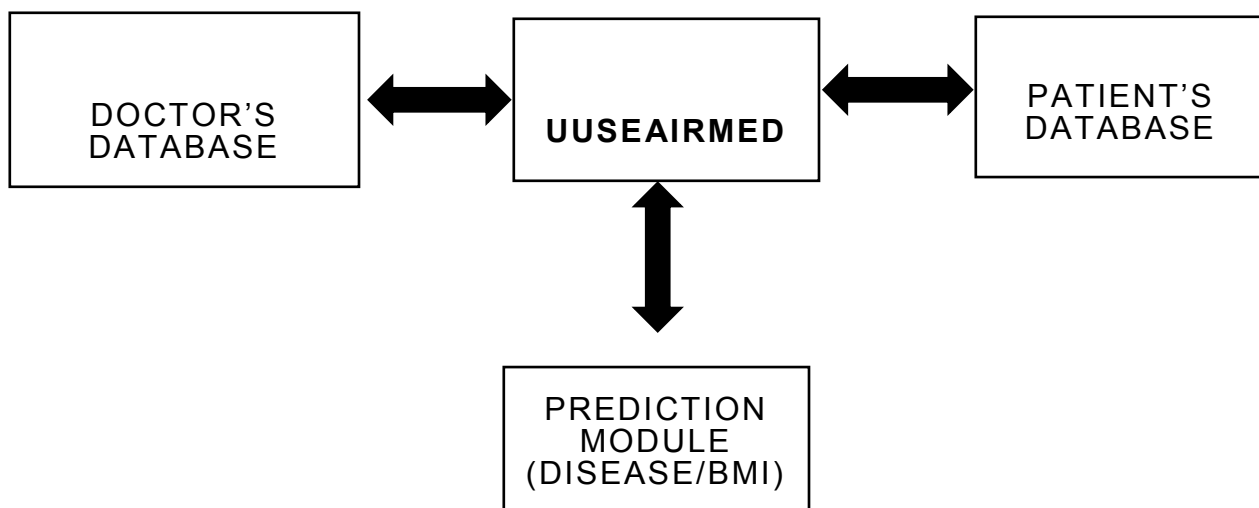 DOCTOR’S
DATABASE
UUSEAIRMED
PATIENT’S
DATABASE
PREDICTION
MODULE
(DISEASE/BMI)